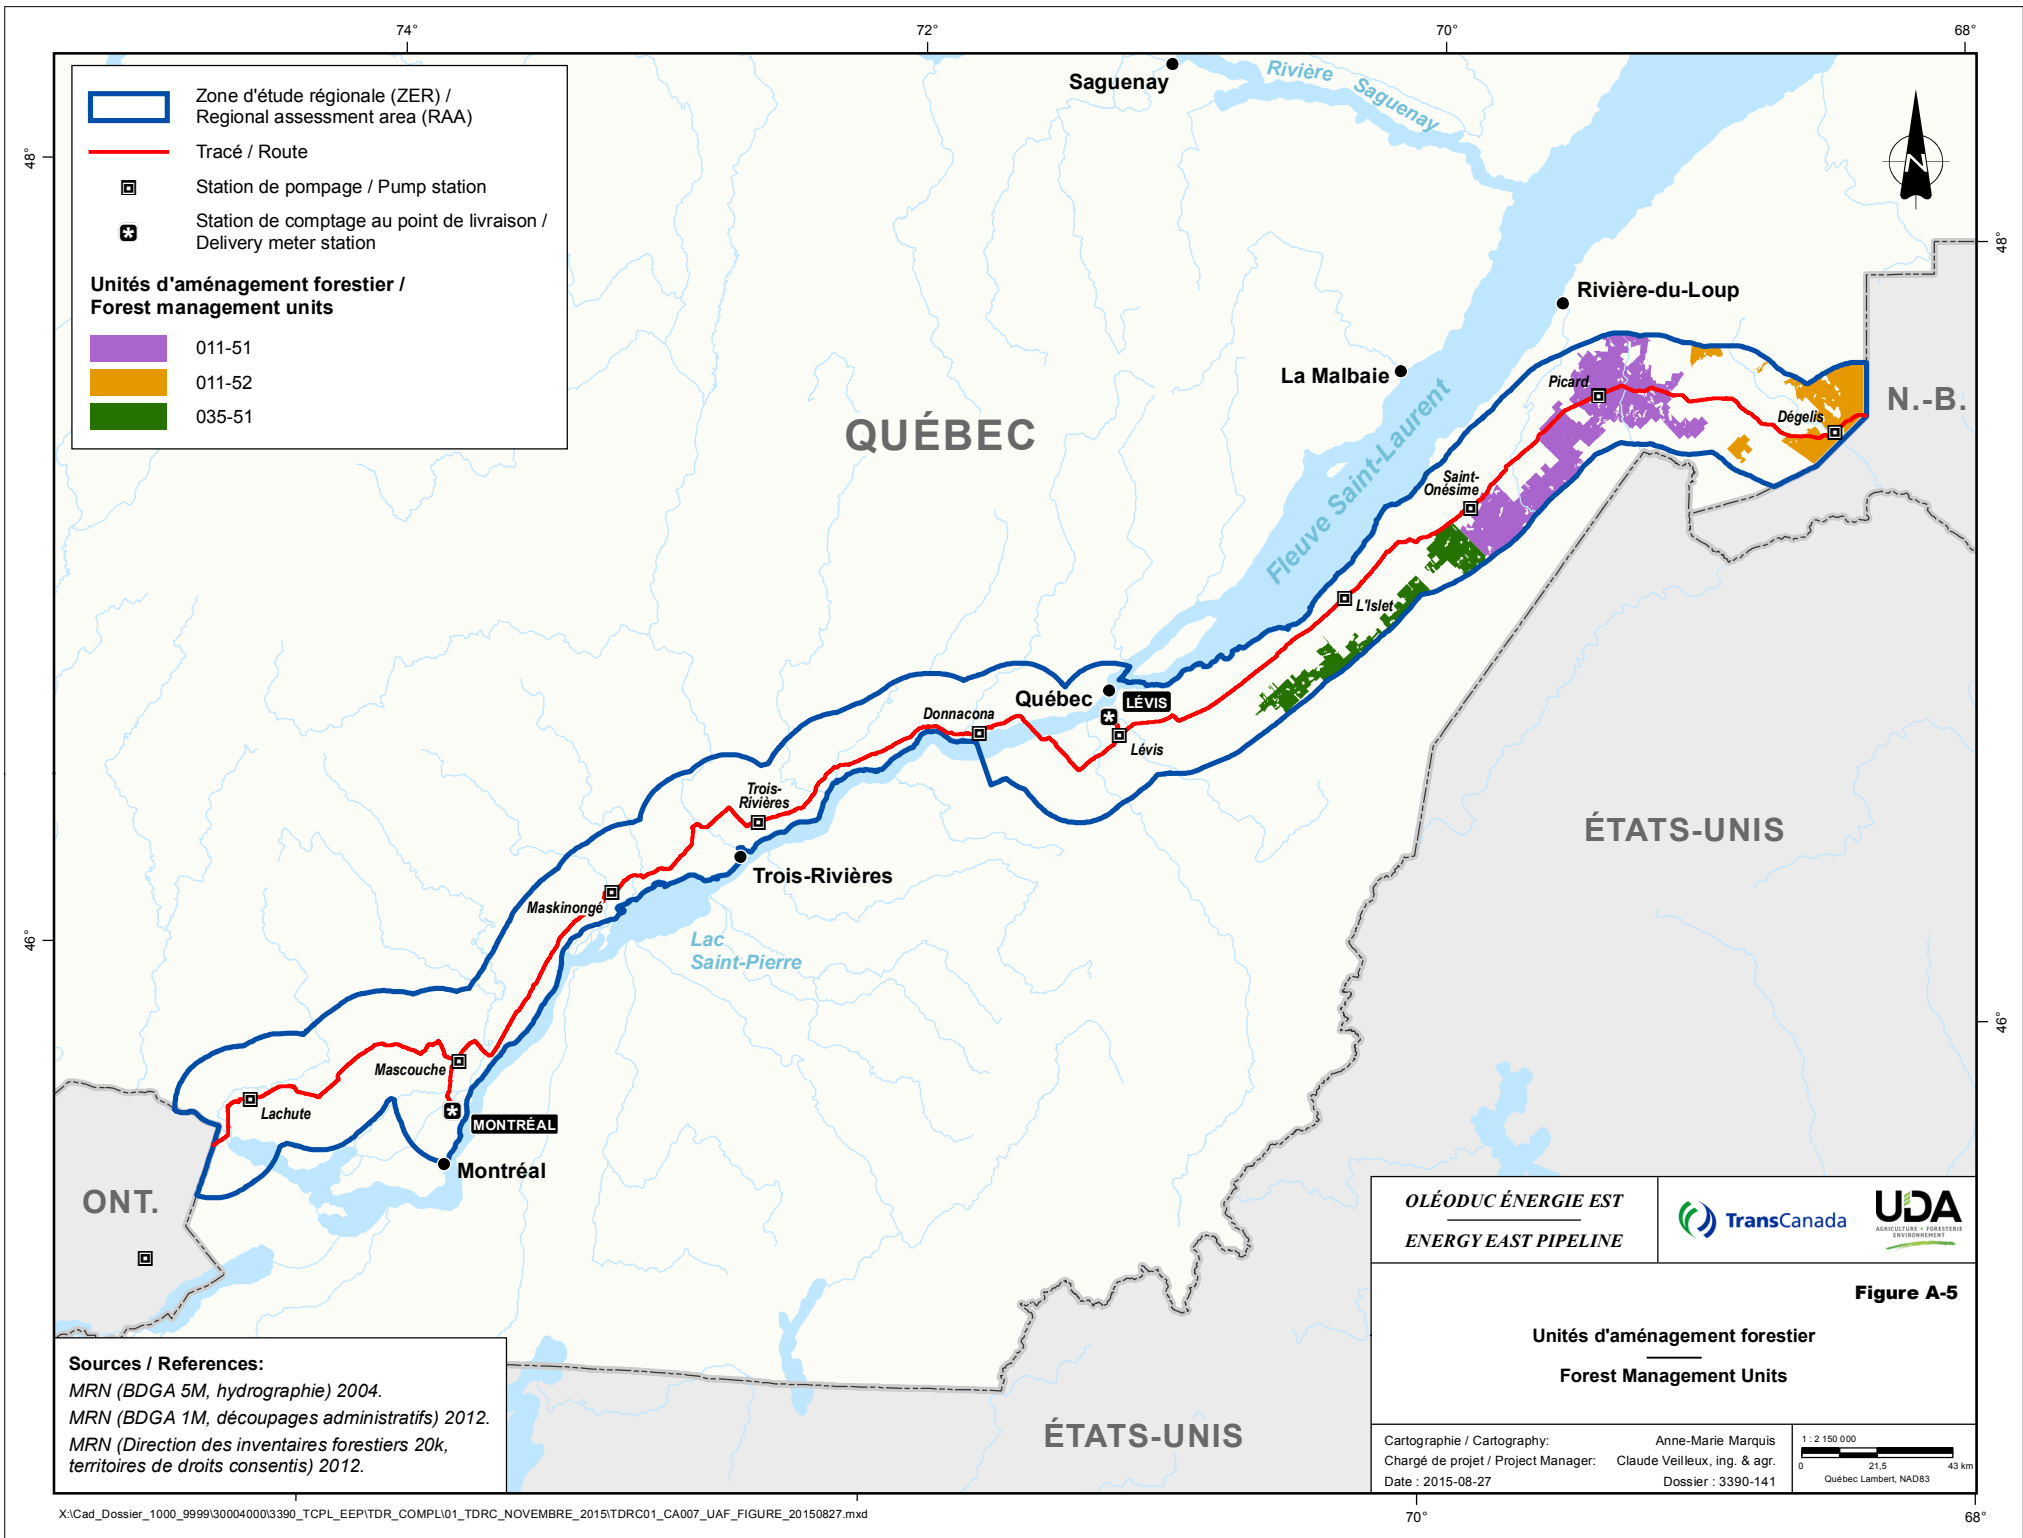 74°
72°
70°
68°
48°
46°
48°
46°
70°
68°
Zone d'étude régionale (ZER) /
Regional assessment area (RAA)
Tracé / Route
Station de pompage / Pump station
Station de comptage au point de livraison /
Delivery meter station
Unités d'aménagement forestier /
Forest management units
011-51
011-52
035-51
Saguenay
Rivière Saguenay
Rivière-du-Loup
La Malbaie
QUÉBEC
Fleuve Saint-Laurent
N.-B.
Picard
Dégelis
Saint-
Onésime
L'Islet
Québec
LÉVIS
Lévis
Donnacona
Trois-
Rivières
Trois-Rivières
Maskinongé
Lac
Saint-Pierre
ÉTATS-UNIS
Mascouche
Lachute
MONTRÉAL
Montréal
ONT.
ÉTATS-UNIS
Sources / References:
MRN (BDGA 5M, hydrographie) 2004.
MRN (BDGA 1M, découpages administratifs) 2012.
MRN (Direction des inventaires forestiers 20k,
territoires de droits consentis) 2012.
OLÉODUC ÉNERGIE EST
ENERGY EAST PIPELINE
TransCanada
UDA
AGRICULTURE • FORESTERIE
ENVIRONNEMENT
Figure A-5
Unités d'aménagement forestier
Forest Management Units
Cartographie / Cartography: Anne-Marie Marquis
Chargé de projet / Project Manager: Claude Veilleux, ing. & agr.
Date : 2015-08-27 Dossier : 3390-141
1 : 2 150 000
0 21,5 43 km
Québec Lambert, NAD83
N
X:\Cad_Dossier_1000_9999\30004000\3390_TCPL_EEP\TDR_COMPL\01_TDRC_NOVEMBRE_2015\TDRC01_CA007_UAF_FIGURE_20150827.mxd